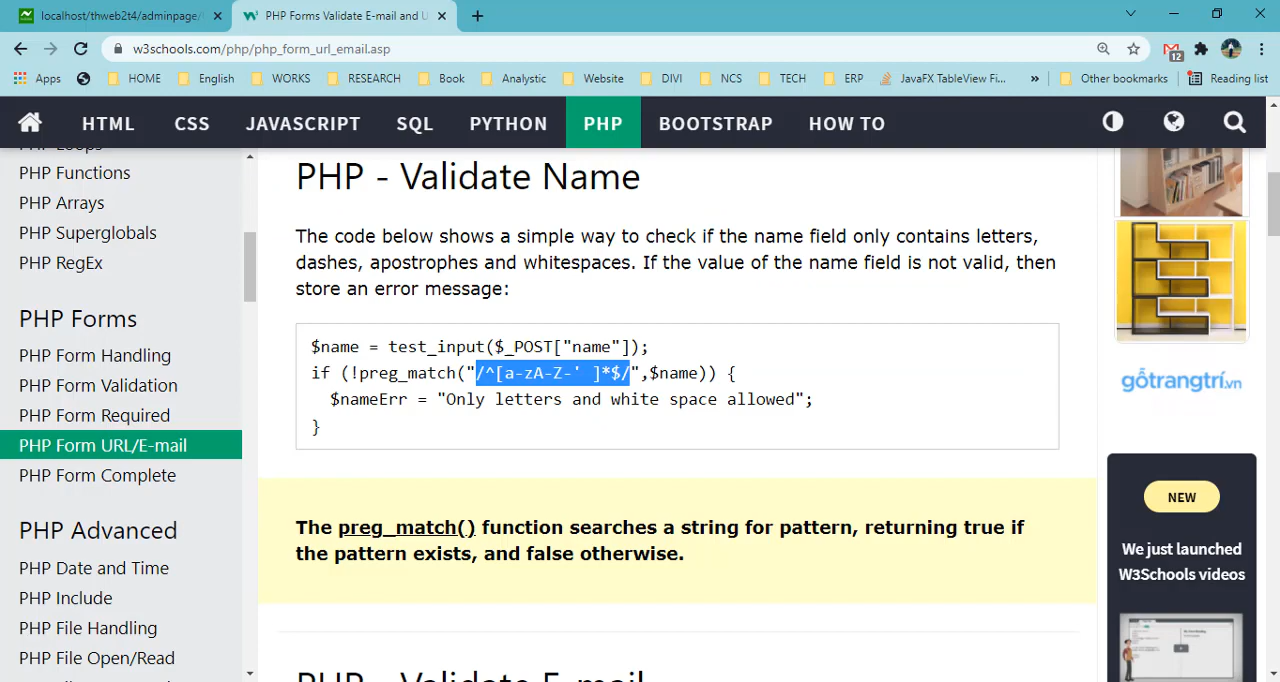 localhost/thweb2t4/adminpage/
PHP Forms Validate E-mail and U
w3schools.com/php/php_form_url_email.asp
12
Apps
HOME
English
WORKS
RESEARCH
Book
Analystic
Website
DIVI
NCS
TECH
ERP
JavaFX TableView Fi...
»
Other bookmarks
Reading list
HTML
CSS
JAVASCRIPT
SQL
PYTHON
PHP
BOOTSTRAP
HOW TO
PHP Loops
PHP Functions
PHP Arrays
PHP Superglobals
PHP RegEx
PHP Forms
PHP Form Handling
PHP Form Validation
PHP Form Required
PHP Form URL/E-mail
PHP Form Complete
PHP Advanced
PHP Date and Time
PHP Include
PHP File Handling
PHP File Open/Read
PHP - Validate Name
The code below shows a simple way to check if the name field only contains letters,
dashes, apostrophes and whitespaces. If the value of the name field is not valid, then
store an error message:
$name = test_input($_POST["name"]);
if (!preg_match("/^[a-zA-Z-' ]*$/",$name)) {
$nameErr = "Only letters and white space allowed";
}
The preg_match() function searches a string for pattern, returning true if
the pattern exists, and false otherwise.
PHP - Validate E-mail
gỗtrangtrí.vn
NEW
We just launched
W3Schools videos